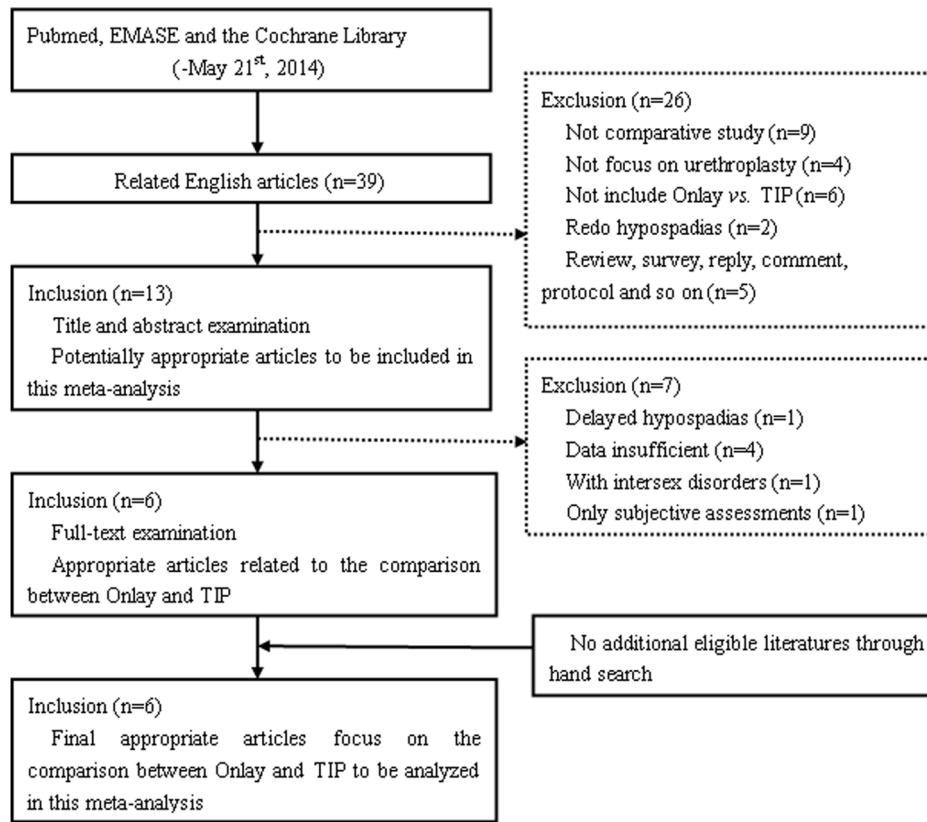 Pubmed, EMASE and the Cochrane Library
(-May 21st, 2014)
Related English articles (n=39)
Exclusion (n=26)
Not comparative study (n=9)
Not focus on urethroplasty (n=4)
Not include Onlay vs. TIP (n=6)
Redo hypospadias (n=2)
Review, survey, reply, comment,
protocol and so on (n=5)
Inclusion (n=13)
Title and abstract examination
Potentially appropriate articles to be included in
this meta-analysis
Exclusion (n=7)
Delayed hypospadias (n=1)
Data insufficient (n=4)
With intersex disorders (n=1)
Only subjective assessments (n=1)
Inclusion (n=6)
Full-text examination
Appropriate articles related to the comparison
between Onlay and TIP
No additional eligible literatures through
hand search
Inclusion (n=6)
Final appropriate articles focus on the
comparison between Onlay and TIP to be analyzed
in this meta-analysis